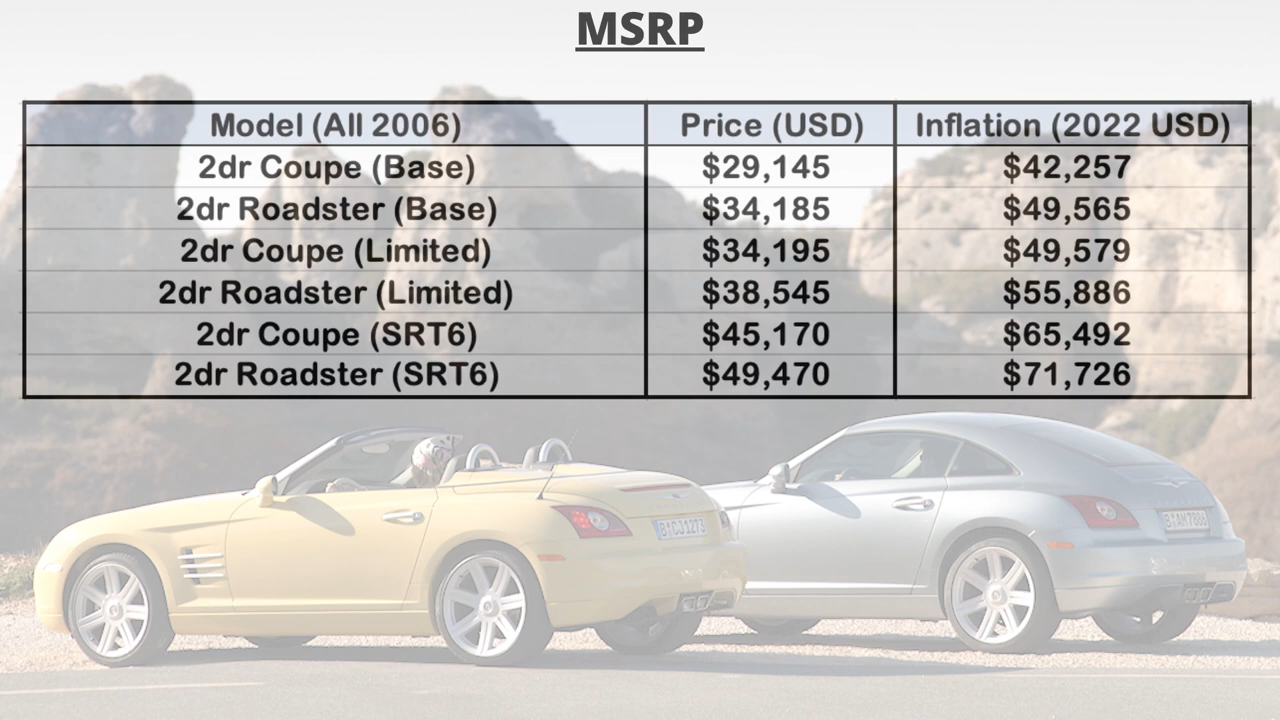 MSRP
Model (All 2006) Price (USD) Inflation (2022 USD)
2dr Coupe (Base) $29,145 $42,257
2dr Roadster (Base) $34,185 $49,565
2dr Coupe (Limited) $34,195 $49,579
2dr Roadster (Limited) $38,545 $55,886
2dr Coupe (SRT6) $45,170 $65,492
2dr Roadster (SRT6) $49,470 $71,726
B CJ1273